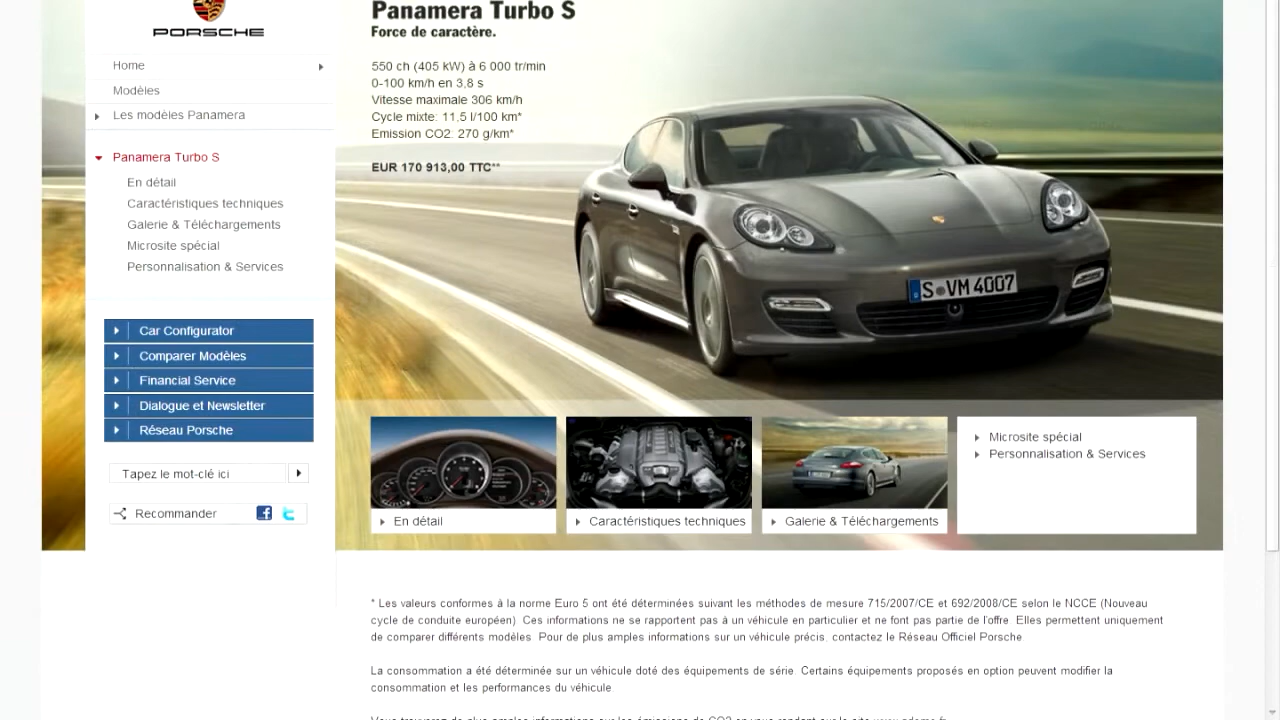 PORSCHE
Home
Modèles
Les modèles Panamera
Panamera Turbo S
En détail
Caractéristiques techniques
Galerie & Téléchargements
Microsite spécial
Personnalisation & Services
Car Configurator
Comparer Modèles
Financial Service
Dialogue et Newsletter
Réseau Porsche
Tapez le mot-clé ici
Recommander
Panamera Turbo S
Force de caractère.
550 ch (405 kW) à 6 000 tr/min
0-100 km/h en 3,8 s
Vitesse maximale 306 km/h
Cycle mixte: 11,5 l/100 km*
Emission CO2: 270 g/km*
EUR 170 913,00 TTC**
S VM 4007
En détail
Caractéristiques techniques
Galerie & Téléchargements
Microsite spécial
Personnalisation & Services
* Les valeurs conformes à la norme Euro 5 ont été déterminées suivant les méthodes de mesure 715/2007/CE et 692/2008/CE selon le NCCE (Nouveau
cycle de conduite européen). Ces informations ne se rapportent pas à un véhicule en particulier et ne font pas partie de l'offre. Elles permettent uniquement
de comparer différents modèles. Pour de plus amples informations sur un véhicule précis, contactez le Réseau Officiel Porsche
La consommation a été déterminée sur un véhicule doté des équipements de série. Certains équipements proposés en option peuvent modifier la
consommation et les performances du véhicule.